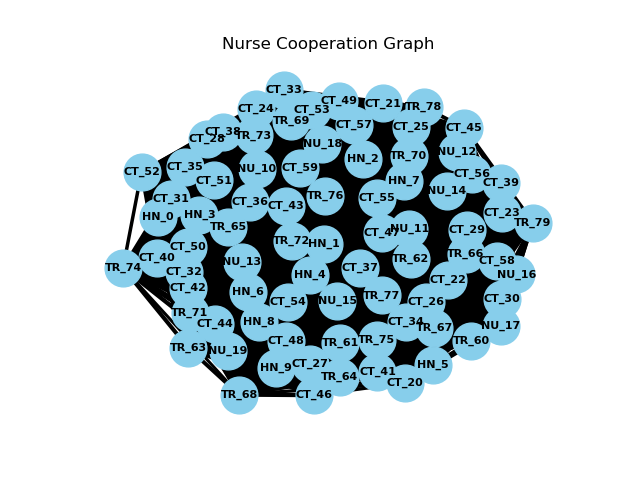 Nurse Cooperation Graph
CT_33
CT_24
CT_53
CT_49
CT_21
TR_78
TR_69
CT_57
CT_25
CT_45
CT_38
CT_28
TR_73
NU_18
HN_2
TR_70
NU_12
CT_52
CT_35
CT_51
NU_10
CT_59
HN_7
CT_56
CT_39
NU_14
CT_31
CT_36
CT_43
TR_76
CT_55
HN_0
HN_3
TR_65
CT_23
TR_79
TR_72
HN_1
NU_11
CT_29
CT_50
CT_40
TR_74
CT_32
NU_13
HN_4
CT_37
TR_62
TR_66
CT_58
NU_16
CT_42
HN_6
CT_54
NU_15
TR_77
CT_26
CT_22
CT_30
TR_71
CT_44
HN_8
CT_34
TR_67
NU_17
TR_63
NU_19
CT_48
TR_61
TR_75
TR_60
HN_9
CT_27
TR_64
CT_41
HN_5
CT_20
TR_68
CT_46